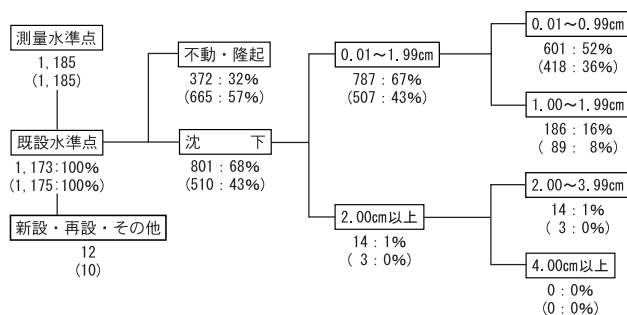 測量水準点
1,185
(1,185)
既設水準点
1,173:100%
(1,175:100%)
新設・再設・その他
12
(10)
不動・隆起
372:32%
(665:57%)
沈 下
801:68%
(510:43%)
0.01～1.99cm
787:67%
(507:43%)
2.00cm以上
14:1%
( 3:0%)
0.01～0.99cm
601:52%
(418:36%)
1.00～1.99cm
186:16%
( 89: 8%)
2.00～3.99cm
14:1%
( 3:0%)
4.00cm以上
0:0%
(0:0%)